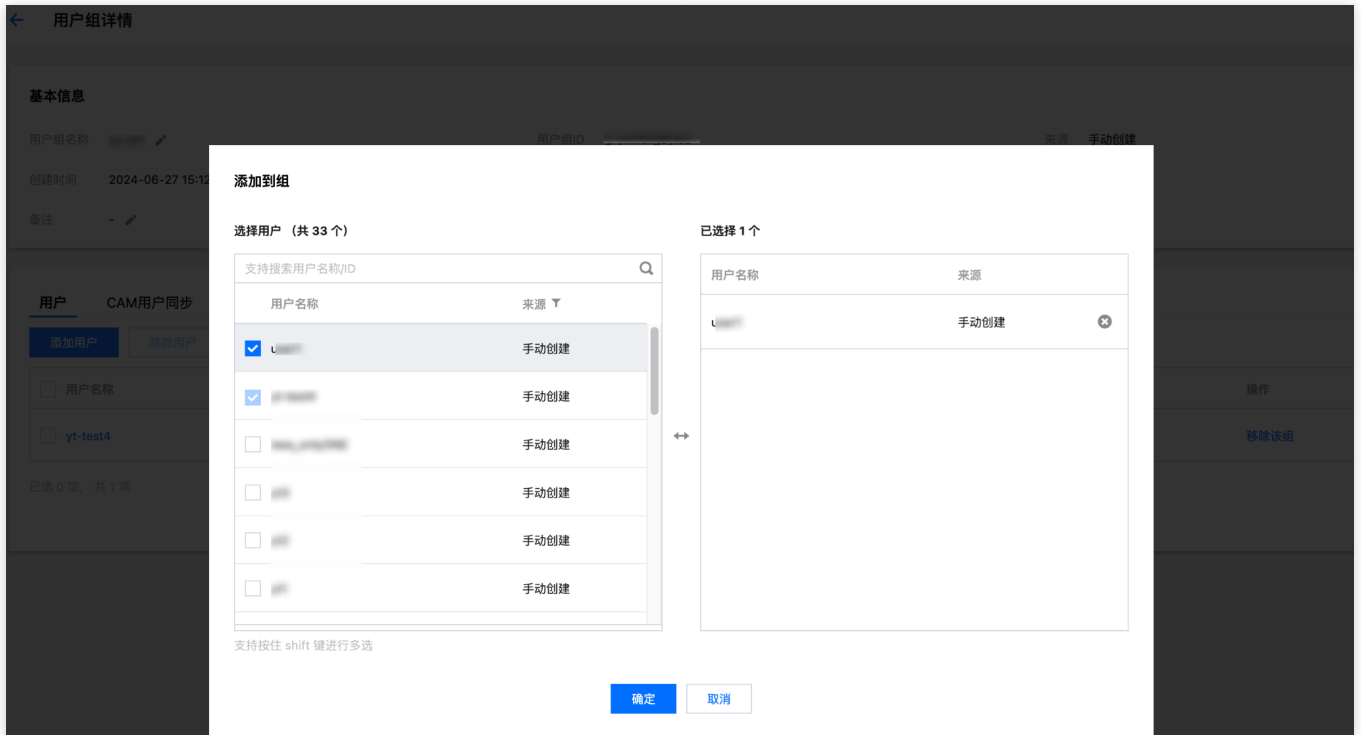 用户组详情
基本信息
用户组名称 用户组ID 来源 手动创建
创建时间 2024-06-27 15:12
备注 -
用户 CAM用户同步
添加用户 移除用户
用户名称 操作
yt-test4 移除该组
已选 0 项，共 1 项
添加到组
选择用户 （共 33 个）
支持搜索用户名称/ID
用户名称 来源
手动创建
手动创建
手动创建
手动创建
手动创建
手动创建
支持按住 shift 键进行多选
已选择 1 个
用户名称 来源
手动创建
确定 取消